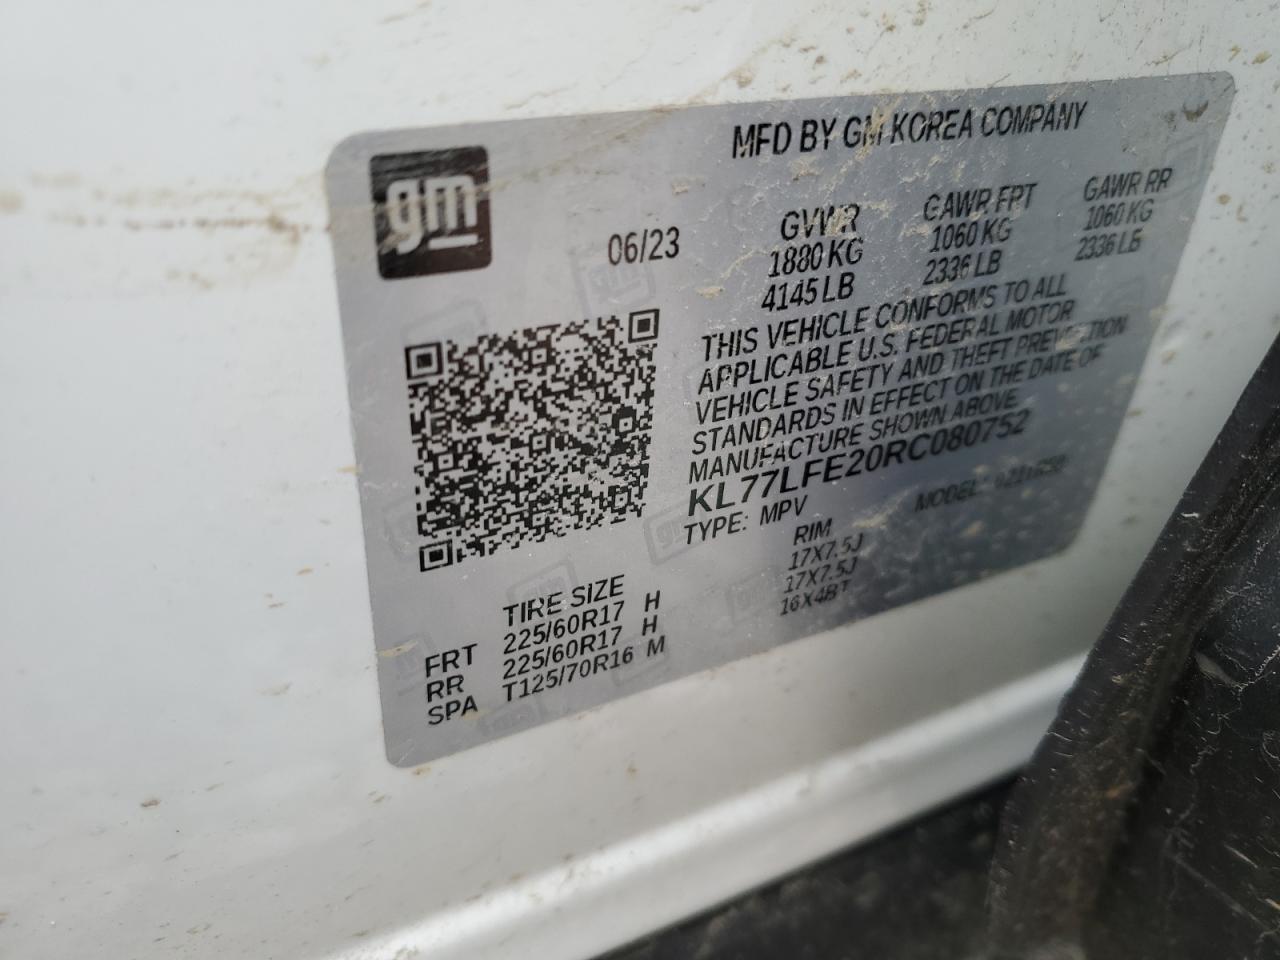 gm
MFD BY GM KOREA COMPANY
06/23
GVWR GAWR FRT GAWR RR
1880 KG 1060 KG 1060 KG
4145 LB 2336 LB 2336 LB
THIS VEHICLE CONFORMS TO ALL
APPLICABLE U.S. FEDERAL MOTOR
VEHICLE SAFETY AND THEFT PREVENTION
STANDARDS IN EFFECT ON THE DATE OF
MANUFACTURE SHOWN ABOVE
KL77LFE20RC080752
TYPE: MPV MODEL:
TIRE SIZE RIM
FRT 225/60R17 H 17X7.5J
RR 225/60R17 H 17X7.5J
SPA T125/70R16 M 16X4BT